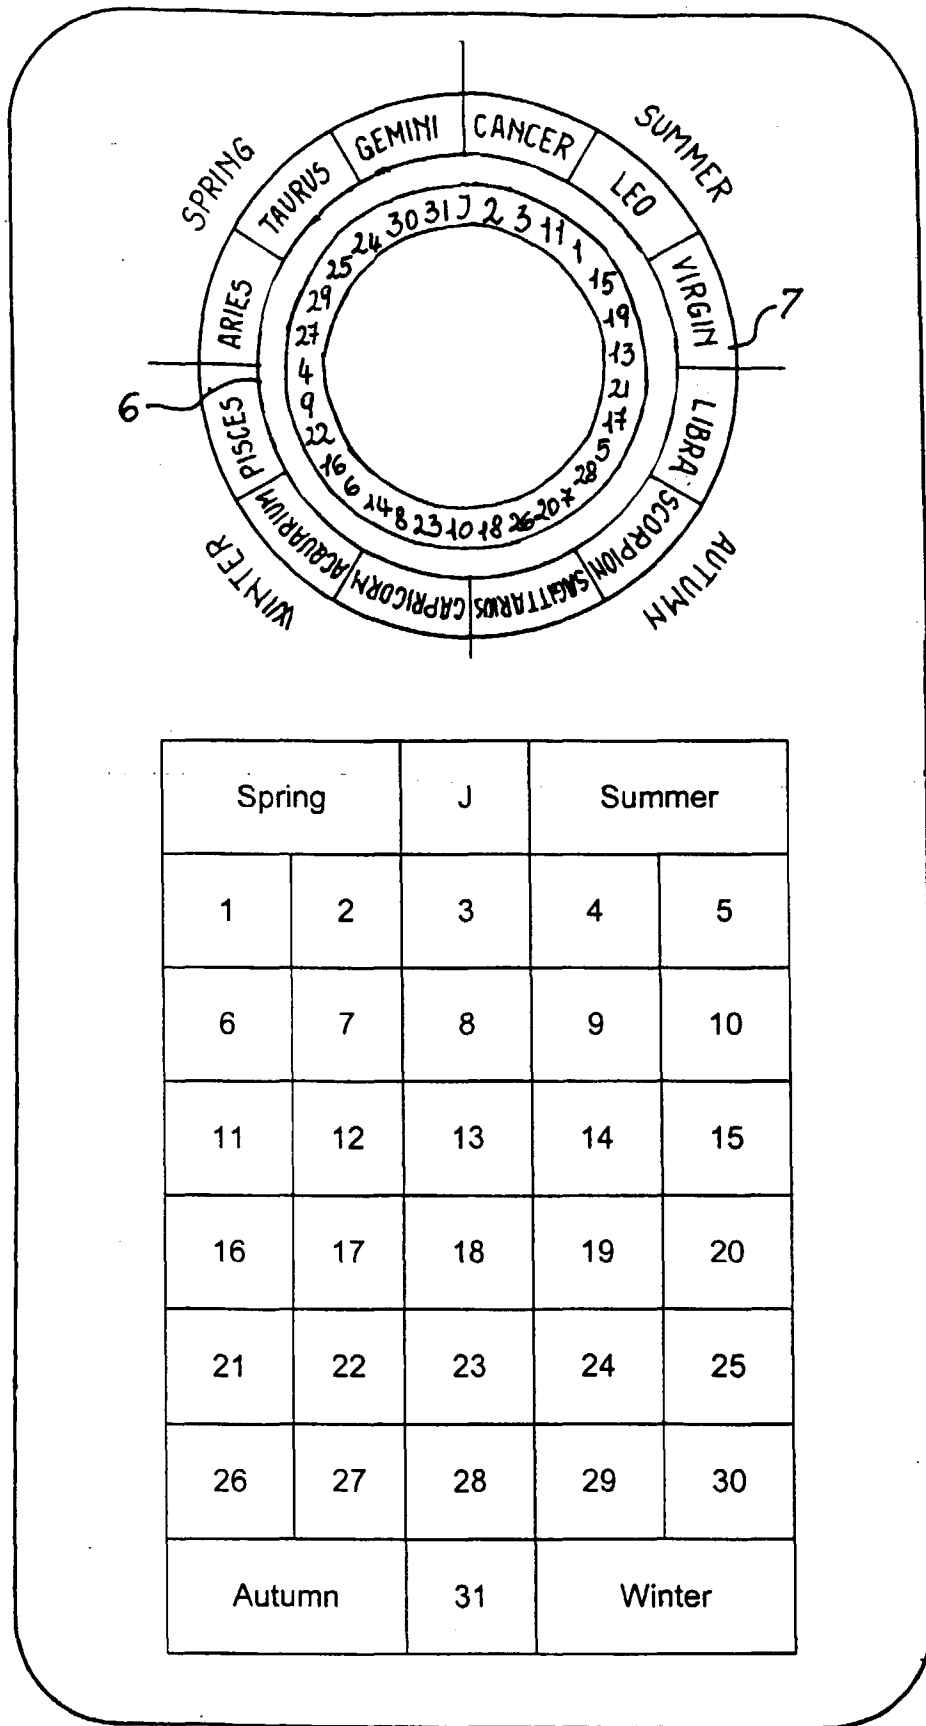 SPRING
SUMMER
AUTUMN
WINTER
ARIES
TAURUS
GEMINI
CANCER
LEO
VIRGIN
LIBRA
SCORPION
SAGITTARIOS
CAPRICORN
ACQUARIUM
PISCES
J 2 3 11 1 15 19 13 21 17 5 28 7 20 26 18 10 23 8 14 6 16 22 9 4 27 29 25 24 30 31
7
6
Spring J Summer
1 2 3 4 5
6 7 8 9 10
11 12 13 14 15
16 17 18 19 20
21 22 23 24 25
26 27 28 29 30
Autumn 31 Winter